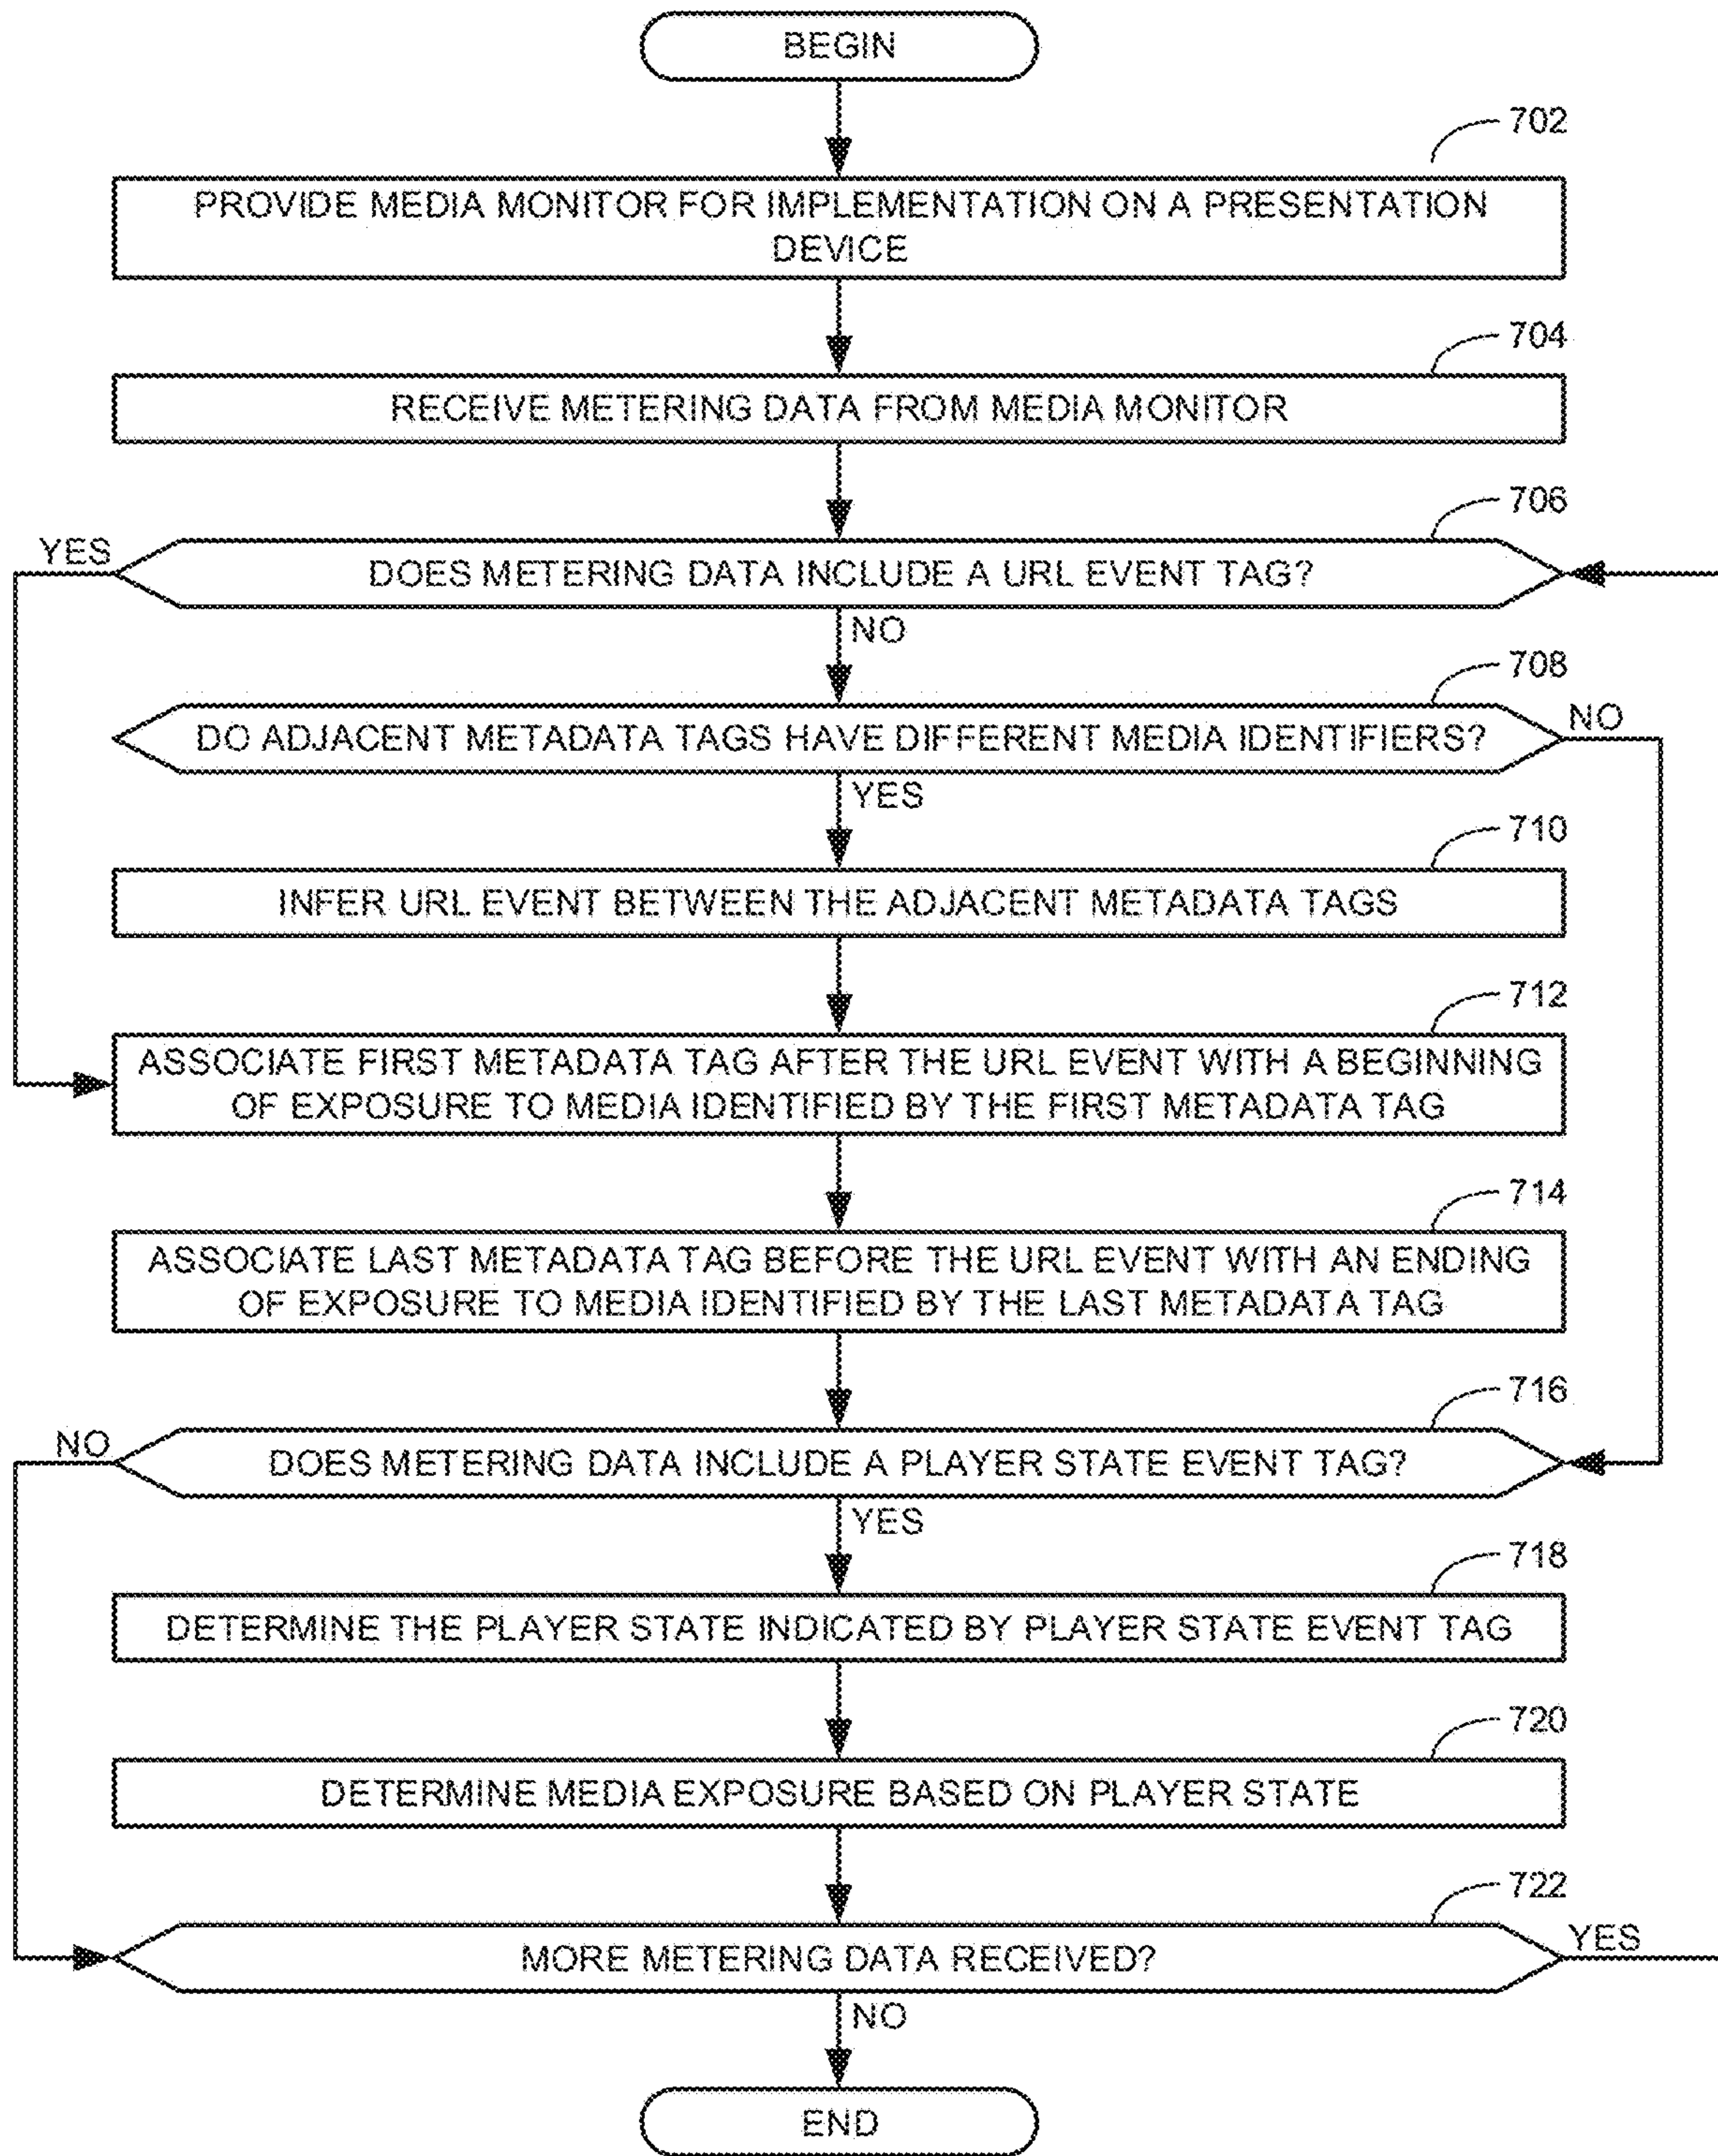 BEGIN
702
PROVIDE MEDIA MONITOR FOR IMPLEMENTATION ON A PRESENTATION
DEVICE
704
RECEIVE METERING DATA FROM MEDIA MONITOR
706
YES
DOES METERING DATA INCLUDE A URL EVENT TAG?
NO
708
NO
DO ADJACENT METADATA TAGS HAVE DIFFERENT MEDIA IDENTIFIERS?
YES
710
INFER URL EVENT BETWEEN THE ADJACENT METADATA TAGS
712
ASSOCIATE FIRST METADATA TAG AFTER THE URL EVENT WITH A BEGINNING
OF EXPOSURE TO MEDIA IDENTIFIED BY THE FIRST METADATA TAG
714
ASSOCIATE LAST METADATA TAG BEFORE THE URL EVENT WITH AN ENDING
OF EXPOSURE TO MEDIA IDENTIFIED BY THE LAST METADATA TAG
716
NO
DOES METERING DATA INCLUDE A PLAYER STATE EVENT TAG?
YES
718
DETERMINE THE PLAYER STATE INDICATED BY PLAYER STATE EVENT TAG
720
DETERMINE MEDIA EXPOSURE BASED ON PLAYER STATE
722
YES
MORE METERING DATA RECEIVED?
NO
END